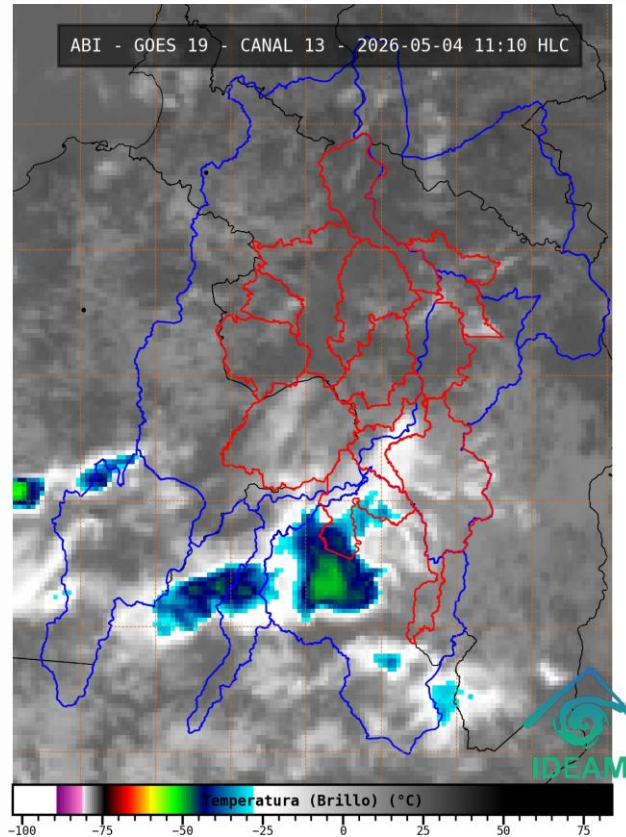 ABI - GOES 19 - CANAL 13 - 2026-05-04 11:10 HLC
IDEAM
Temperatura (Brillo) (°C)
−100 −75 −50 −25 0 25 50 75